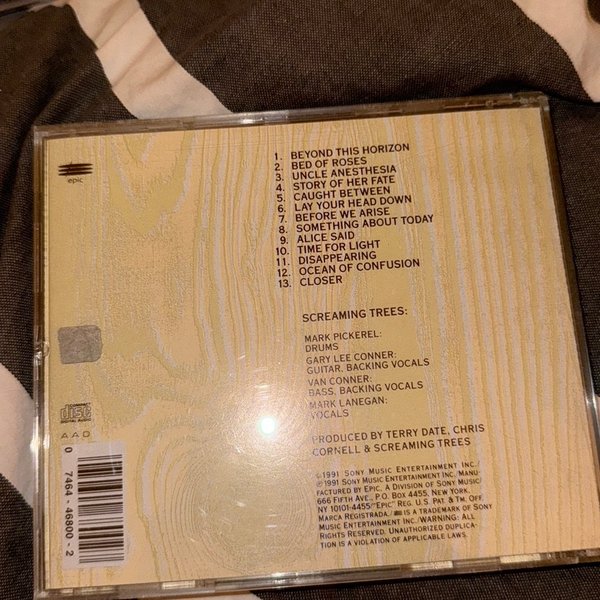 epic
1. BEYOND THIS HORIZON
2. BED OF ROSES
3. UNCLE ANESTHESIA
4. STORY OF HER FATE
5. CAUGHT BETWEEN
6. LAY YOUR HEAD DOWN
7. BEFORE WE ARISE
8. SOMETHING ABOUT TODAY
9. ALICE SAID
10. TIME FOR LIGHT
11. DISAPPEARING
12. OCEAN OF CONFUSION
13. CLOSER
SCREAMING TREES:
MARK PICKEREL:
DRUMS
GARY LEE CONNER:
GUITAR, BACKING VOCALS
VAN CONNER:
BASS, BACKING VOCALS
MARK LANEGAN:
VOCALS
PRODUCED BY TERRY DATE, CHRIS
CORNELL & SCREAMING TREES
© 1991 SONY MUSIC ENTERTAINMENT INC./
℗ 1991 SONY MUSIC ENTERTAINMENT INC./MANU-
FACTURED BY EPIC, A DIVISION OF SONY MUSIC/
666 FIFTH AVE., P.O. BOX 4455, NEW YORK,
NY 10101-4455/"EPIC" REG. U.S. PAT. & TM. OFF.
MARCA REGISTRADA./ IS A TRADEMARK OF SONY
MUSIC ENTERTAINMENT INC./WARNING: ALL
RIGHTS RESERVED. UNAUTHORIZED DUPLICA-
TION IS A VIOLATION OF APPLICABLE LAWS.
COMPACT
disc
DIGITAL AUDIO
AAD
0 7464-46800-2